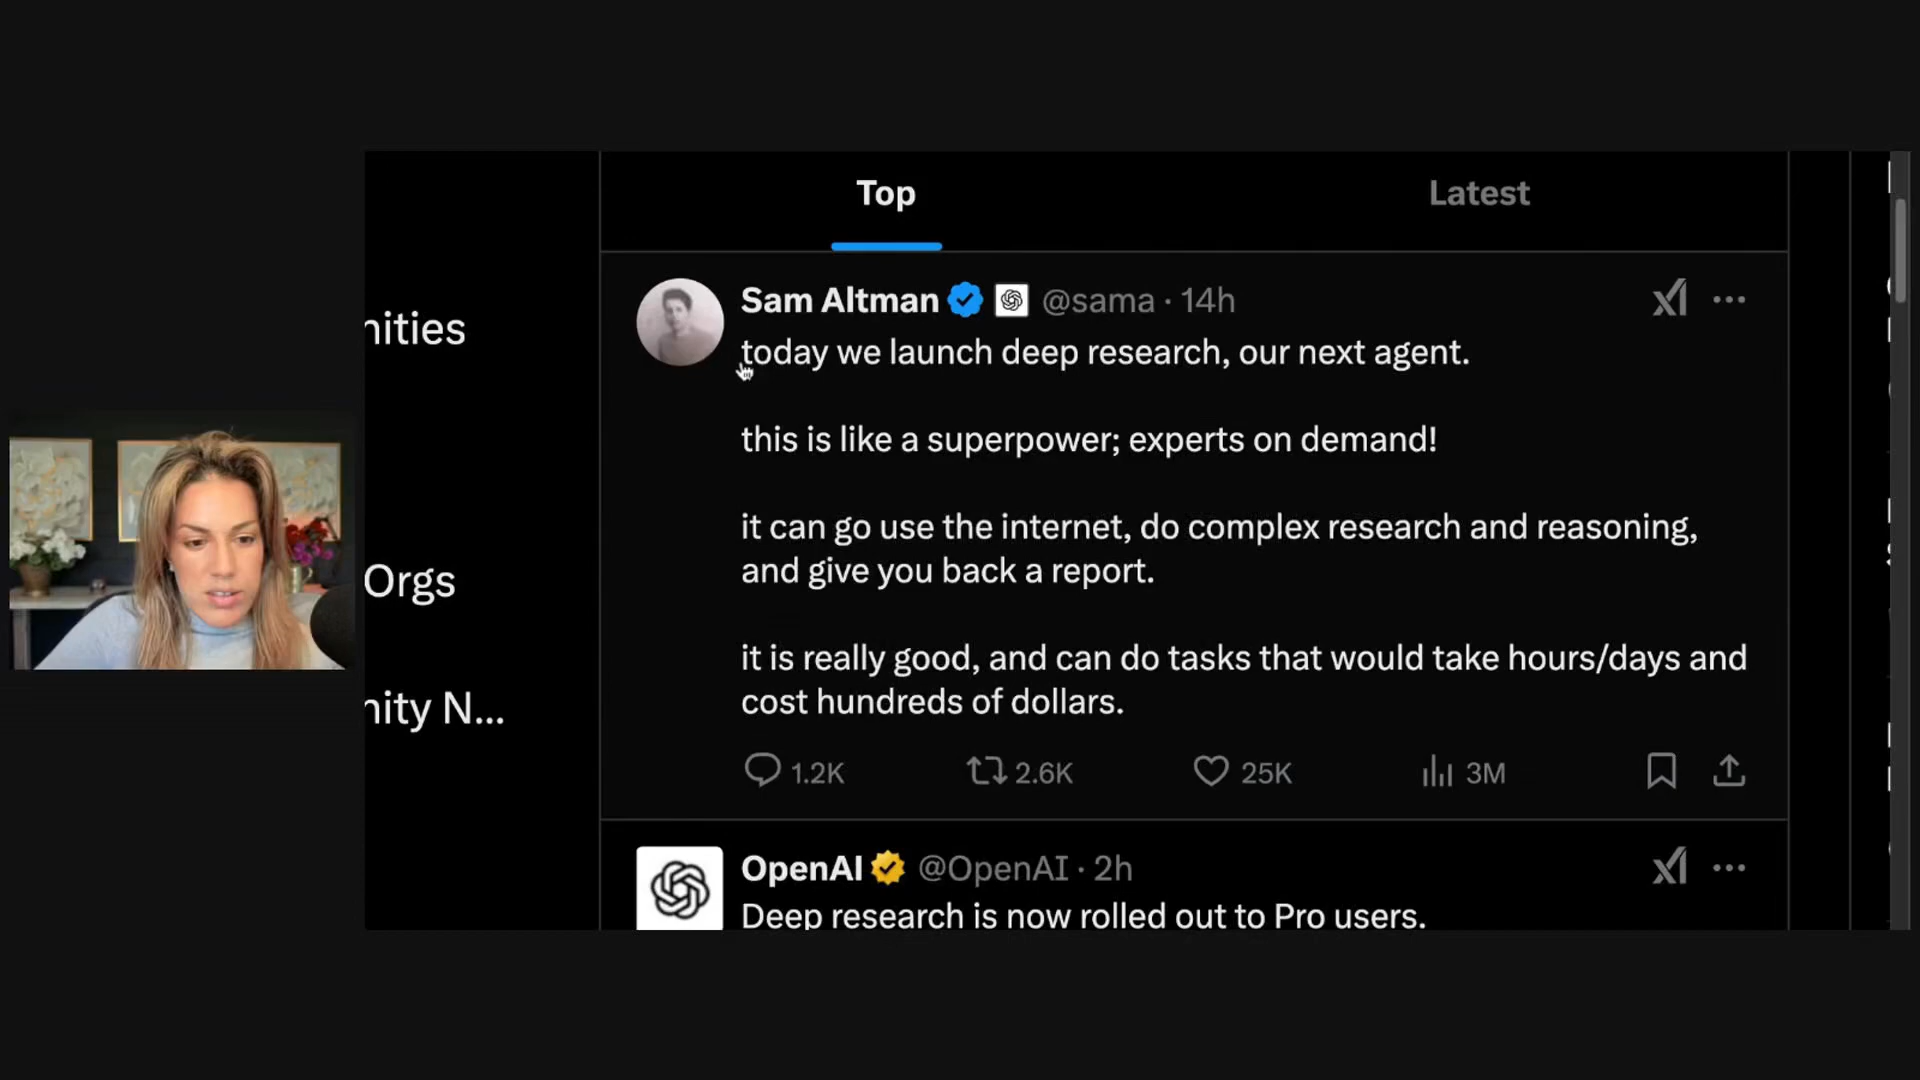 Top
Latest
Sam Altman @sama · 14h
today we launch deep research, our next agent.
this is like a superpower; experts on demand!
it can go use the internet, do complex research and reasoning,
and give you back a report.
it is really good, and can do tasks that would take hours/days and
cost hundreds of dollars.
1.2K 2.6K 25K 3M
OpenAI @OpenAI · 2h
Deep research is now rolled out to Pro users.
nities
Orgs
nity N...